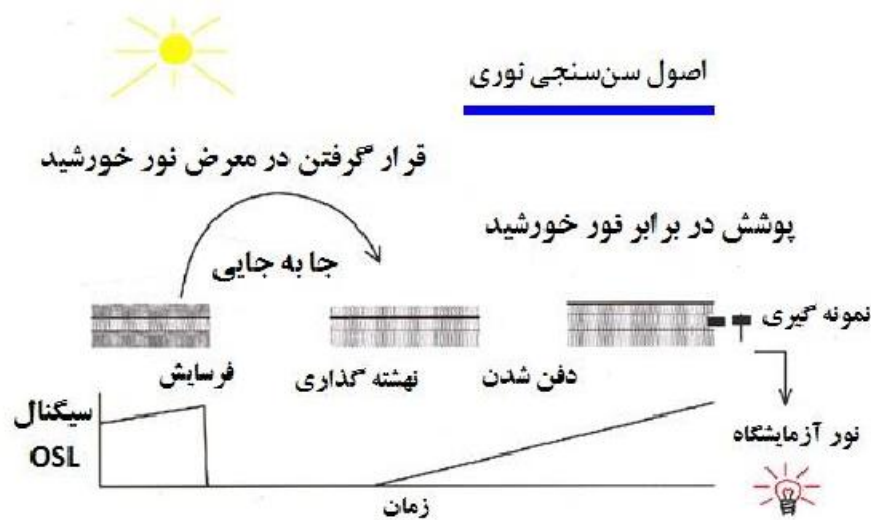 اصول سن‌سنجی نوری
قرار گرفتن در معرض نور خورشید
پوشش در برابر نور خورشید
جا به جایی
نمونه گیری
فرسایش
نهشته گذاری
دفن شدن
سیگنال
OSL
نور آزمایشگاه
زمان